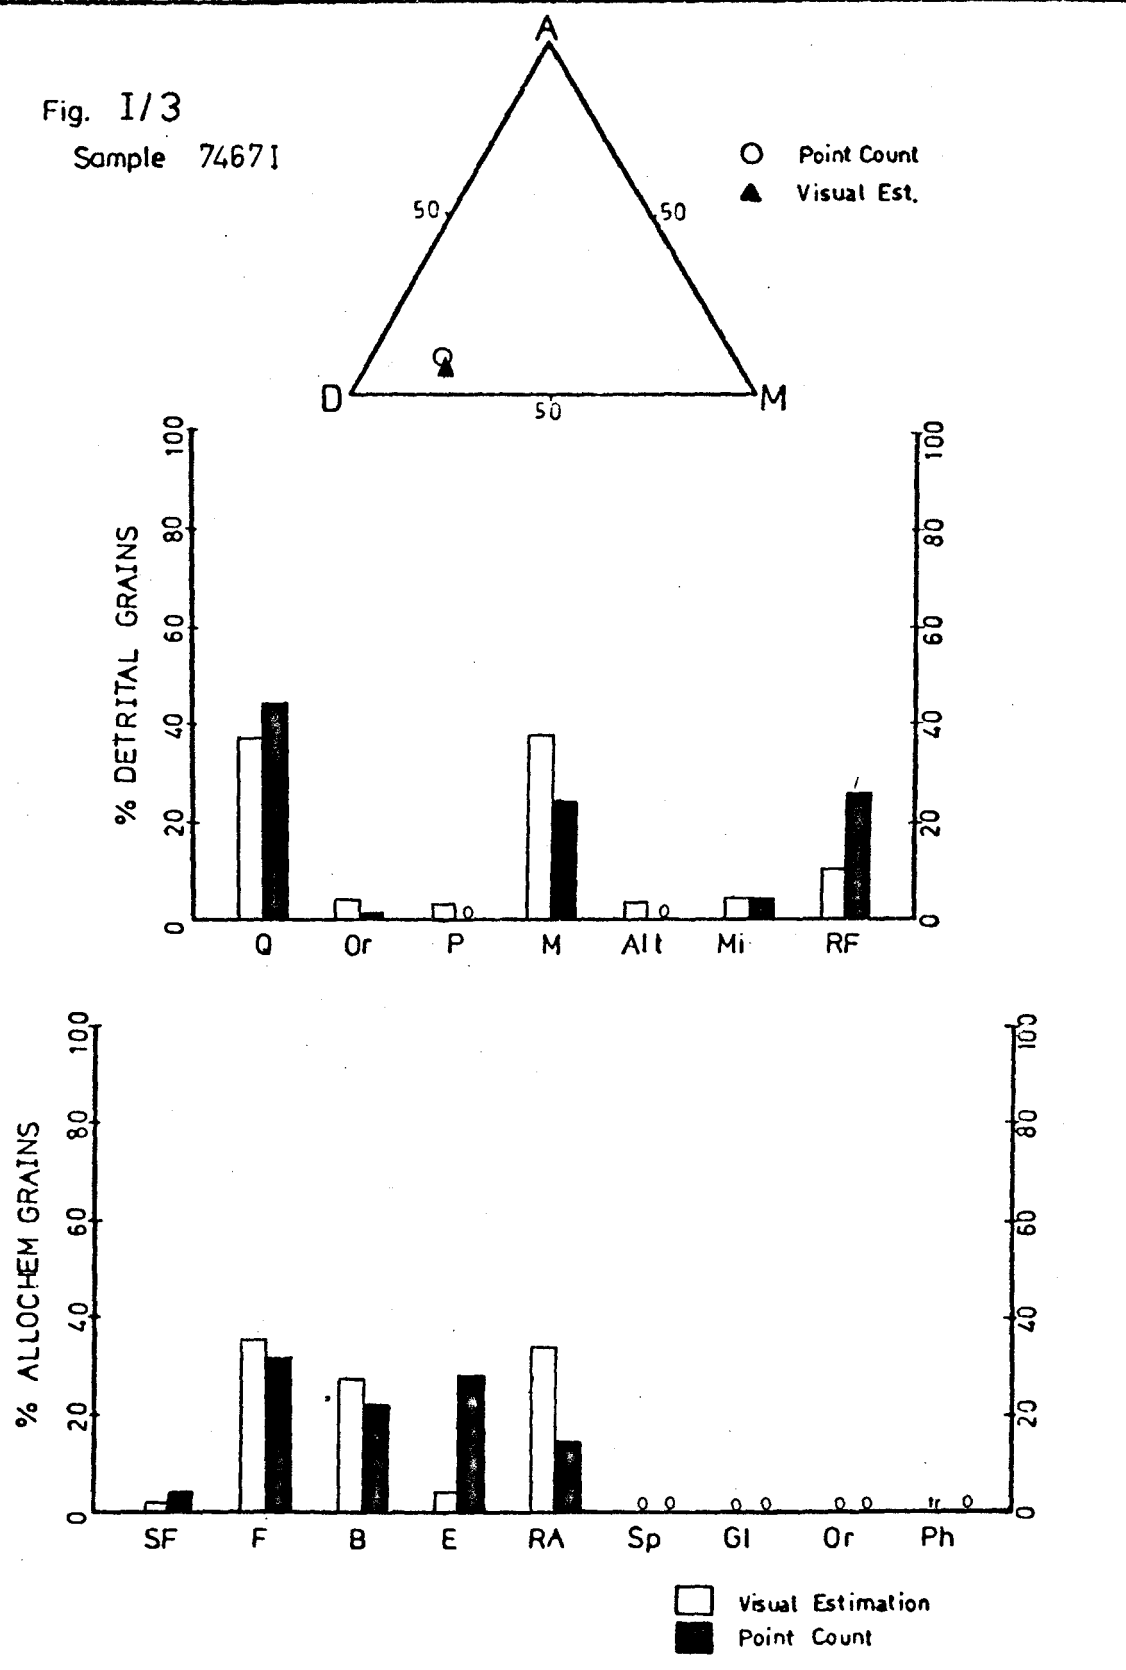 A
Fig. I/3
Sample 74671
○ Point Count
▲ Visual Est.
50 50
D M
50
% DETRITAL GRAINS
100 100
80 80
60 60
40 40
20 20
0 0
0 0
Q Or P M Alt Mi RF
% ALLOCHEM GRAINS
100 100
80 80
60 60
40 40
20 20
0 0
0 0 0 0 0 0 tr 0
SF F B E RA Sp Gl Or Ph
Visual Estimation
Point Count